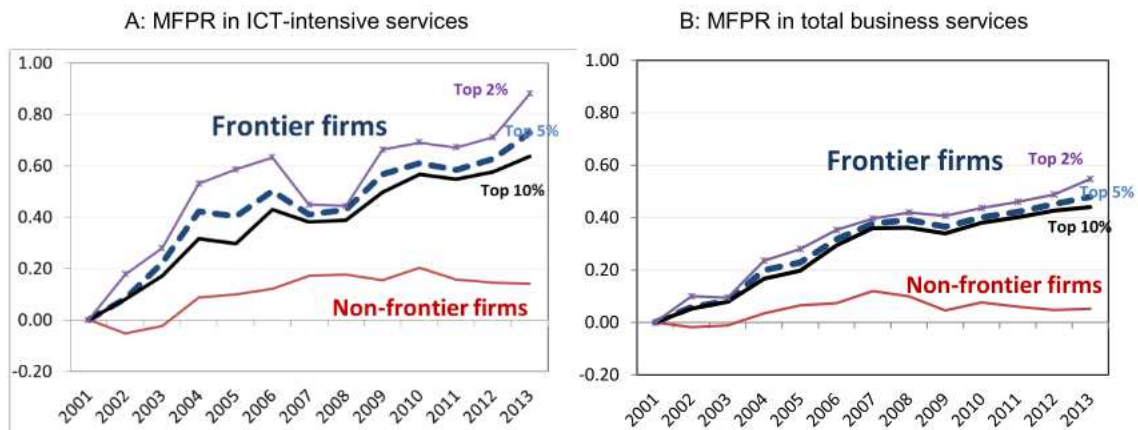 A: MFPR in ICT-intensive services
1.00
0.80
0.60
0.40
0.20
0.00
-0.20
Top 2%
Frontier firms
Top 5%
Top 10%
Non-frontier firms
2001 2002 2003 2004 2005 2006 2007 2008 2009 2010 2011 2012 2013
B: MFPR in total business services
1.00
0.80
0.60
0.40
0.20
0.00
-0.20
Frontier firms
Top 2%
Top 5%
Top 10%
Non-frontier firms
2001 2002 2003 2004 2005 2006 2007 2008 2009 2010 2011 2012 2013